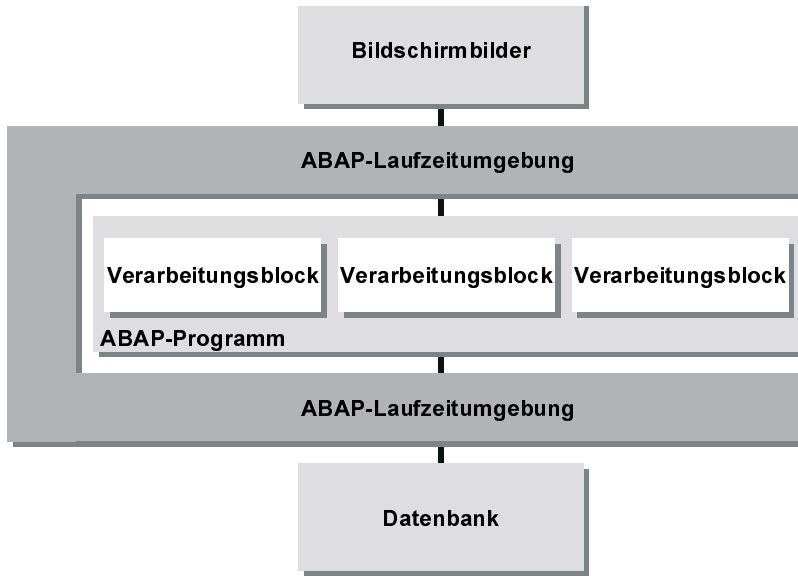 Bildschirmbilder
ABAP-Laufzeitumgebung
Verarbeitungsblock Verarbeitungsblock Verarbeitungsblock
ABAP-Programm
ABAP-Laufzeitumgebung
Datenbank